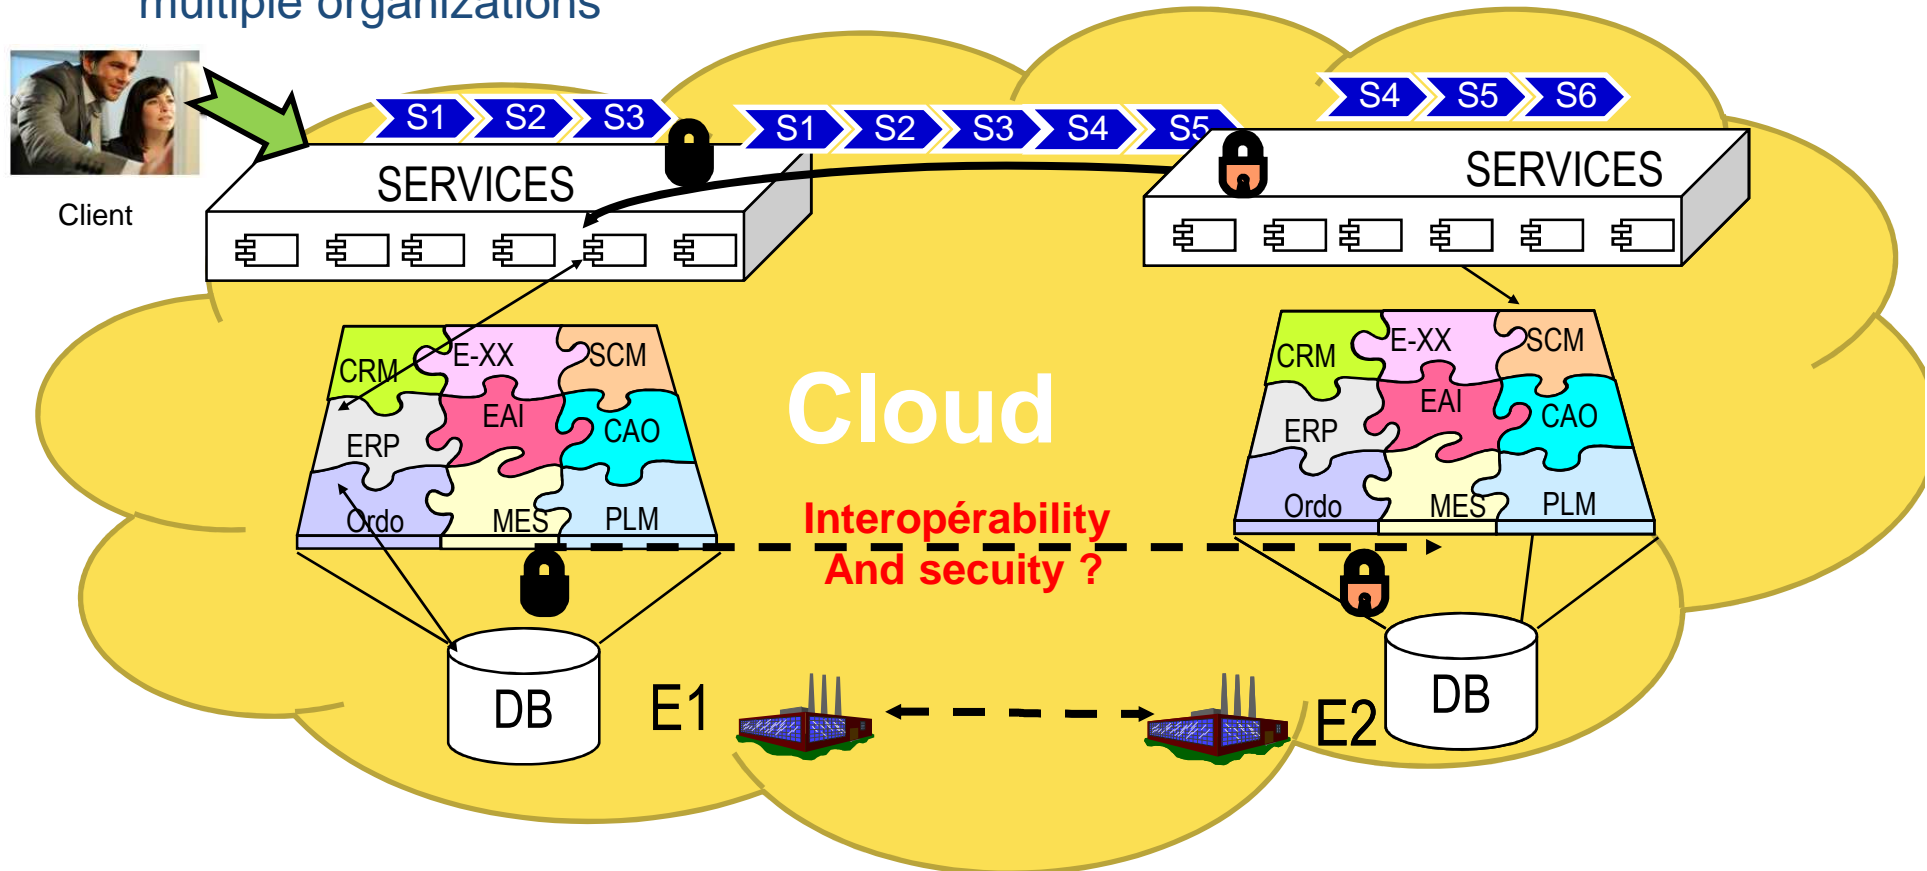 multiple organizations
Client
S1 S2 S3
S1 S2 S3 S4 S5
S4 S5 S6
SERVICES
SERVICES
CRM E-XX SCM
ERP EAI CAO
Ordo MES PLM
CRM E-XX SCM
ERP EAI CAO
Ordo MES PLM
Cloud
Interopérability
And secuity ?
DB
E1
E2
DB